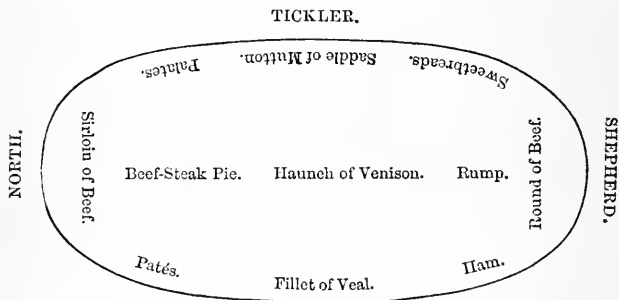 TICKLER.
Palates. Saddle of Mutton. Sweetbreads.
NORTH.
Sirloin of Beef.
Beef-Steak Pie. Haunch of Venison. Rump.
Round of Beef.
SHEPHERD.
Patés. Fillet of Veal. Ham.